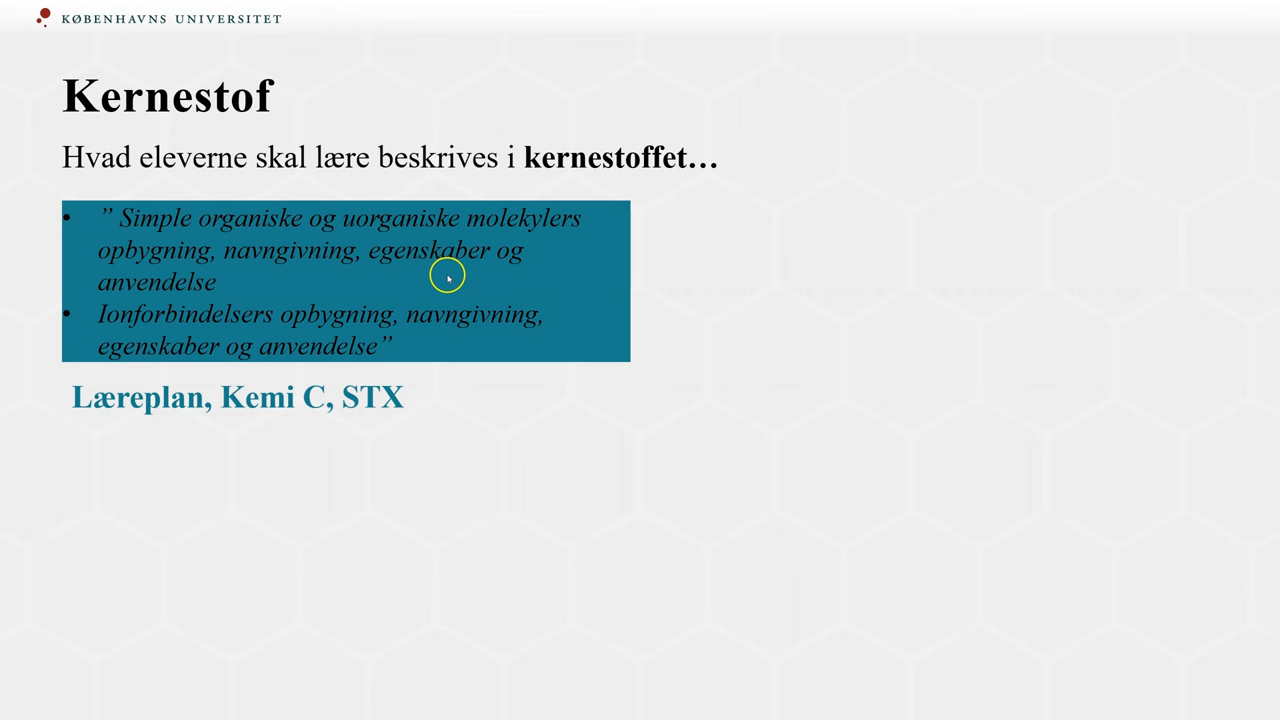 KØBENHAVNS UNIVERSITET
Kernestof
Hvad eleverne skal lære beskrives i kernestoffet…
• ” Simple organiske og uorganiske molekylers
opbygning, navngivning, egenskaber og
anvendelse
• Ionforbindelsers opbygning, navngivning,
egenskaber og anvendelse”
Læreplan, Kemi C, STX